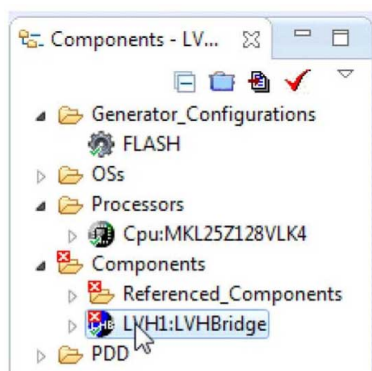 Components - LV...
Generator_Configurations
FLASH
OSs
Processors
Cpu:MKL25Z128VLK4
Components
Referenced_Components
LVH1:LVHBridge
PDD